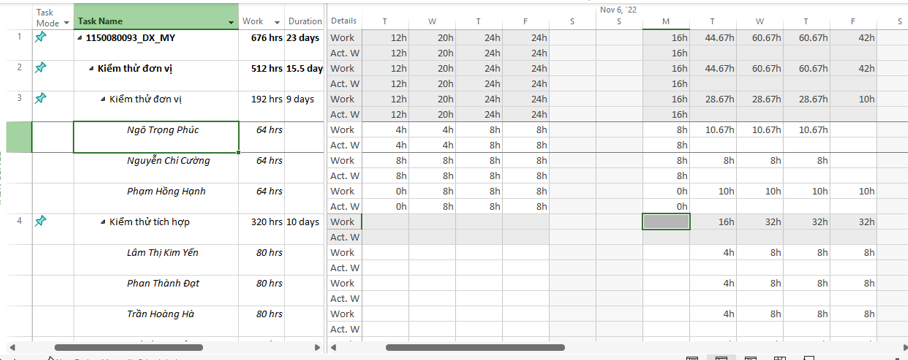 Nov 6, '22
Task Mode Task Name Work Duration Details T W T F S S M T W T F S
1 1150080093_DX_MY 676 hrs 23 days Work 12h 20h 24h 24h 16h 44.67h 60.67h 60.67h 42h
Act. W 12h 20h 24h 24h 16h
2 Kiểm thử đơn vị 512 hrs 15.5 day Work 12h 20h 24h 24h 16h 44.67h 60.67h 60.67h 42h
Act. W 12h 20h 24h 24h 16h
3 Kiểm thử đơn vị 192 hrs 9 days Work 12h 20h 24h 24h 16h 28.67h 28.67h 28.67h 10h
Act. W 12h 20h 24h 24h 16h
Ngô Trọng Phúc 64 hrs Work 4h 4h 8h 8h 8h 10.67h 10.67h 10.67h
Act. W 4h 4h 8h 8h 8h
Nguyễn Chí Cường 64 hrs Work 8h 8h 8h 8h 8h 8h 8h 8h
Act. W 8h 8h 8h 8h 8h
Phạm Hồng Hạnh 64 hrs Work 0h 8h 8h 8h 0h 10h 10h 10h 10h
Act. W 0h 8h 8h 8h 0h
4 Kiểm thử tích hợp 320 hrs 10 days Work 16h 32h 32h 32h
Act. W
Lâm Thị Kim Yến 80 hrs Work 4h 8h 8h 8h
Act. W
Phan Thành Đạt 80 hrs Work 4h 8h 8h 8h
Act. W
Trần Hoàng Hà 80 hrs Work 4h 8h 8h 8h
Act. W